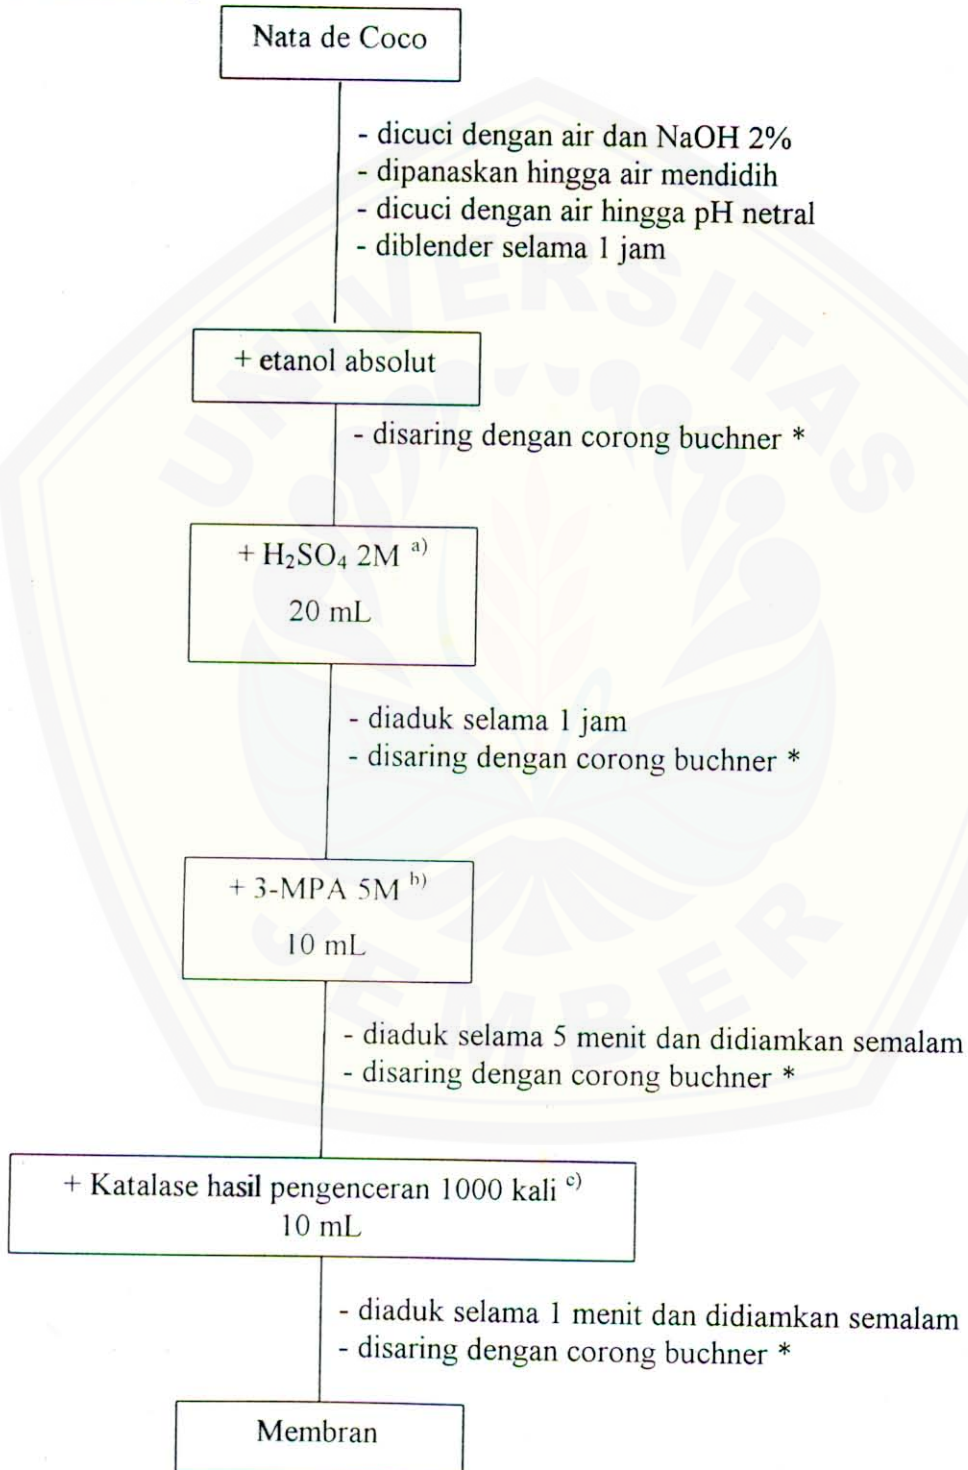 Nata de Coco
- dicuci dengan air dan NaOH 2%
- dipanaskan hingga air mendidih
- dicuci dengan air hingga pH netral
- diblender selama 1 jam
+ etanol absolut
- disaring dengan corong buchner *
+ H₂SO₄ 2M ᵃ⁾
20 mL
- diaduk selama 1 jam
- disaring dengan corong buchner *
+ 3-MPA 5M ᵇ⁾
10 mL
- diaduk selama 5 menit dan didiamkan semalam
- disaring dengan corong buchner *
+ Katalase hasil pengenceran 1000 kali ᶜ⁾
10 mL
- diaduk selama 1 menit dan didiamkan semalam
- disaring dengan corong buchner *
Membran
UNIVERSITAS
JEMBER